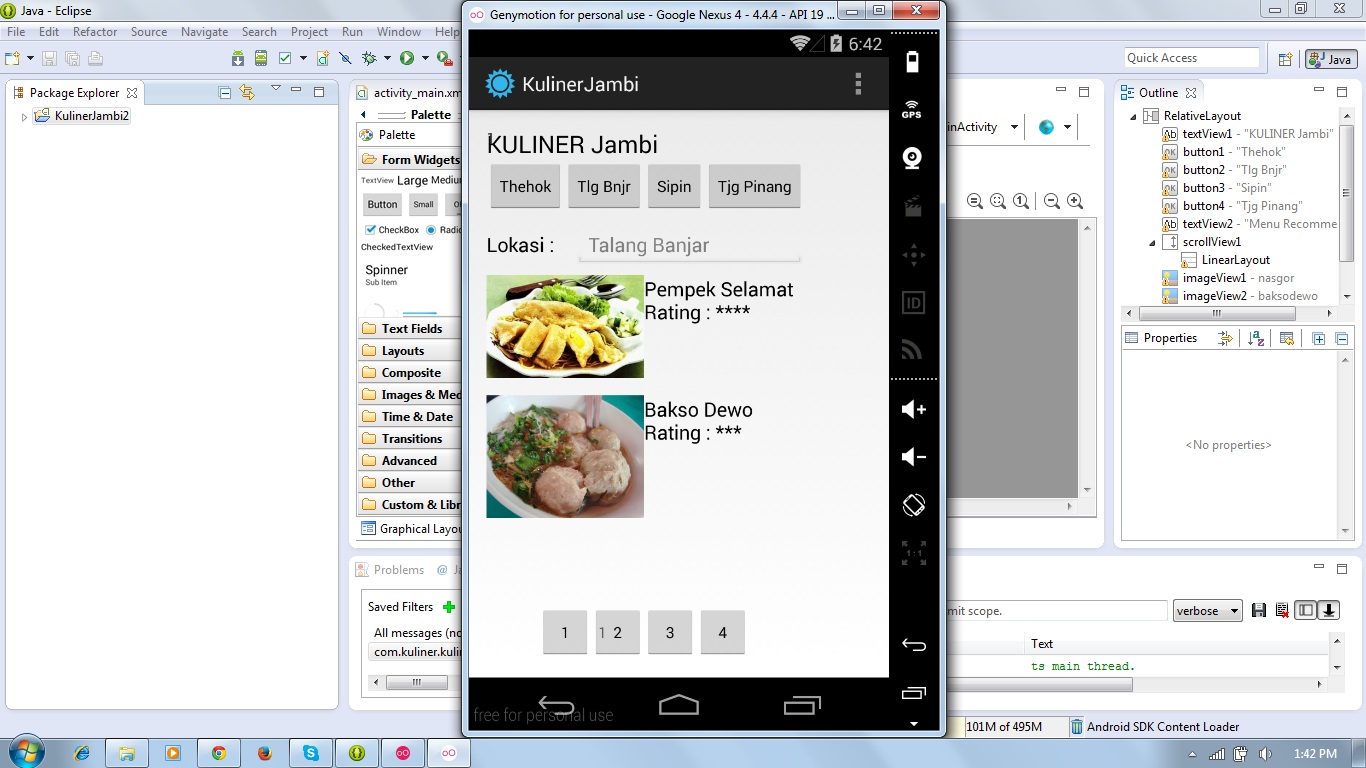 Java - Eclipse
File Edit Refactor Source Navigate Search Project Run Window Help
Quick Access
Java
Package Explorer
KulinerJambi2
activity_main.xm
Palette
Palette
Form Widgets
TextView Large Medium
Button Small
CheckBox Radio
CheckedTextView
Spinner
Sub Item
Text Fields
Layouts
Composite
Images & Med
Time & Date
Transitions
Advanced
Other
Custom & Libr
Graphical Layou
Problems @ Ja
Saved Filters
All messages (no
com.kuliner.kulin
Genymotion for personal use - Google Nexus 4 - 4.4.4 - API 19 ...
6:42
KulinerJambi
KULINER Jambi
Thehok Tlg Bnjr Sipin Tjg Pinang
Lokasi : Talang Banjar
Pempek Selamat
Rating : ****
Bakso Dewo
Rating : ***
1 1 2 3 4
free for personal use
GPS
ID
1:1
inActivity
Outline
RelativeLayout
textView1 - "KULINER Jambi"
button1 - "Thehok"
button2 - "Tlg Bnjr"
button3 - "Sipin"
button4 - "Tjg Pinang"
textView2 - "Menu Recomme
scrollView1
LinearLayout
imageView1 - nasgor
imageView2 - baksodewo
Properties
<No properties>
mit scope.
verbose
Text
ts main thread.
101M of 495M
Android SDK Content Loader
1:42 PM